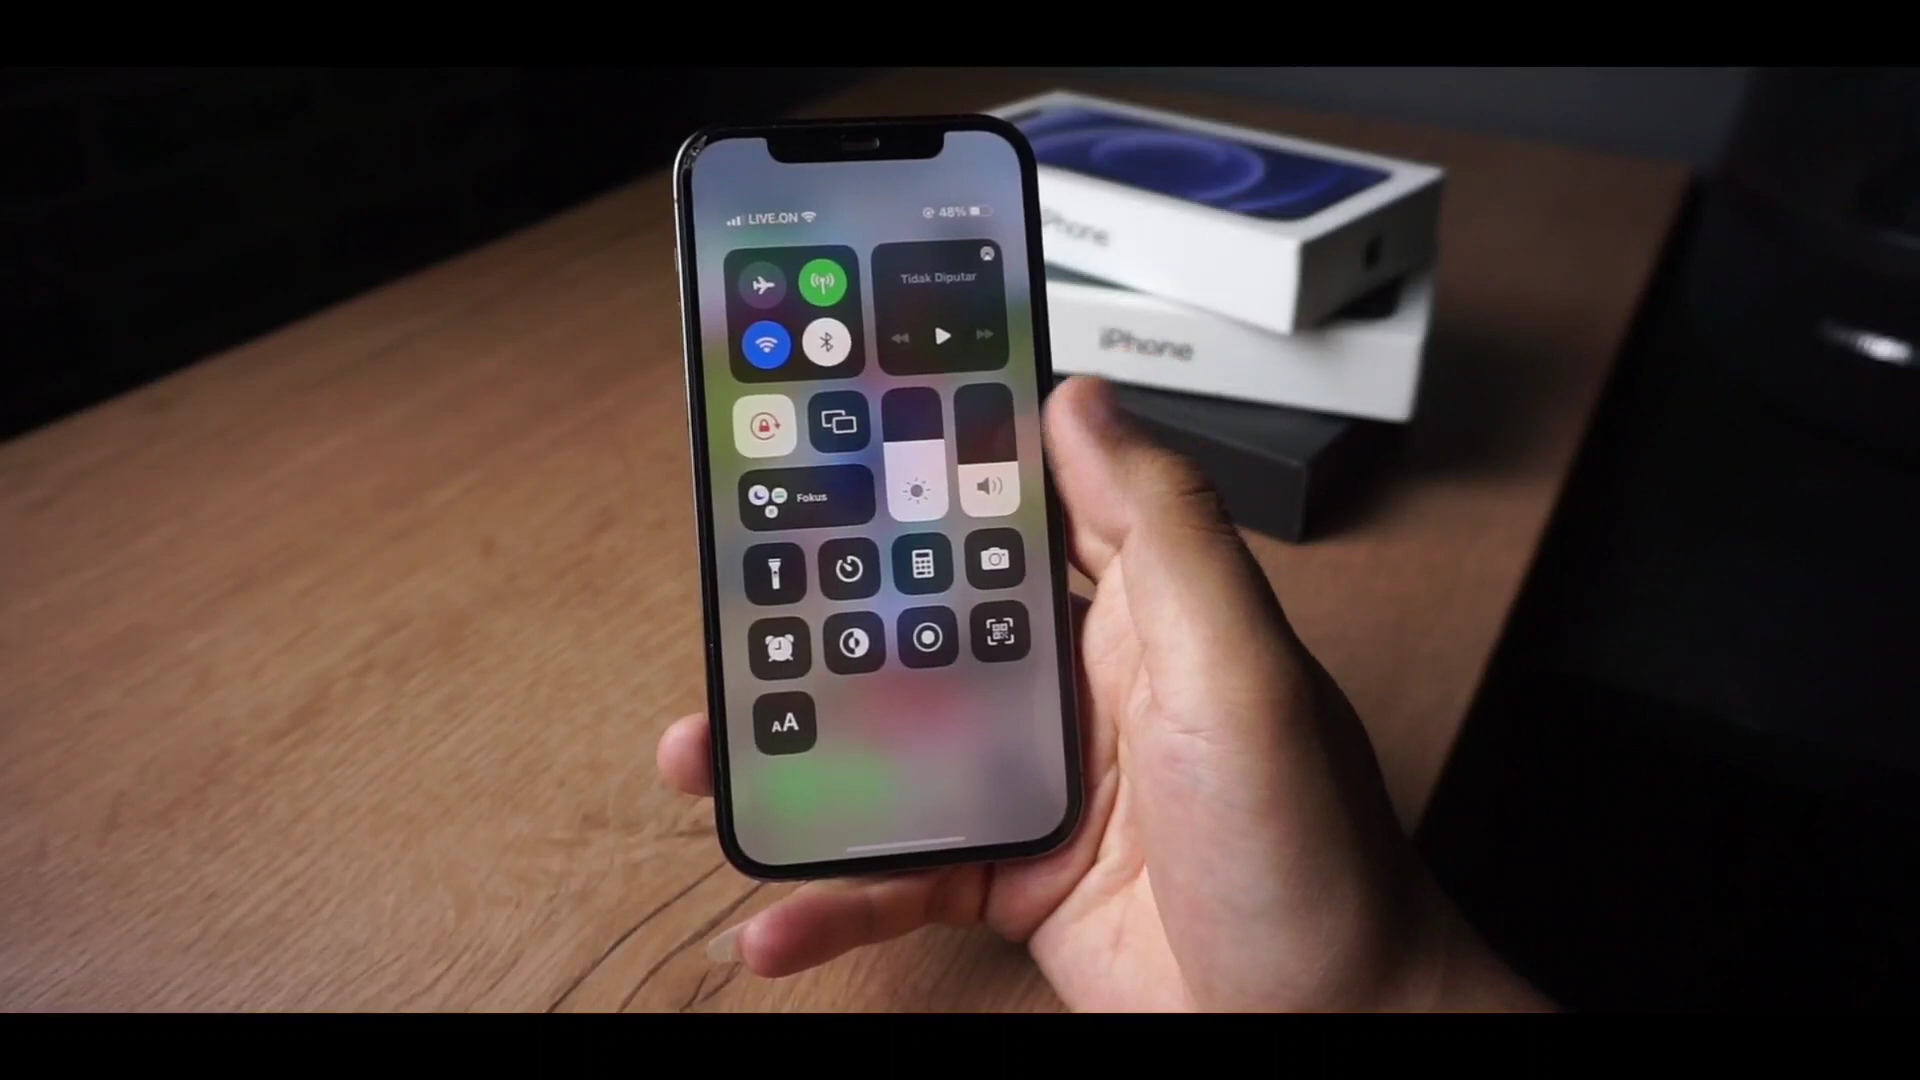 LIVE.ON
48%
Tidak Diputar
Fokus
AA
iPhone
iPhone